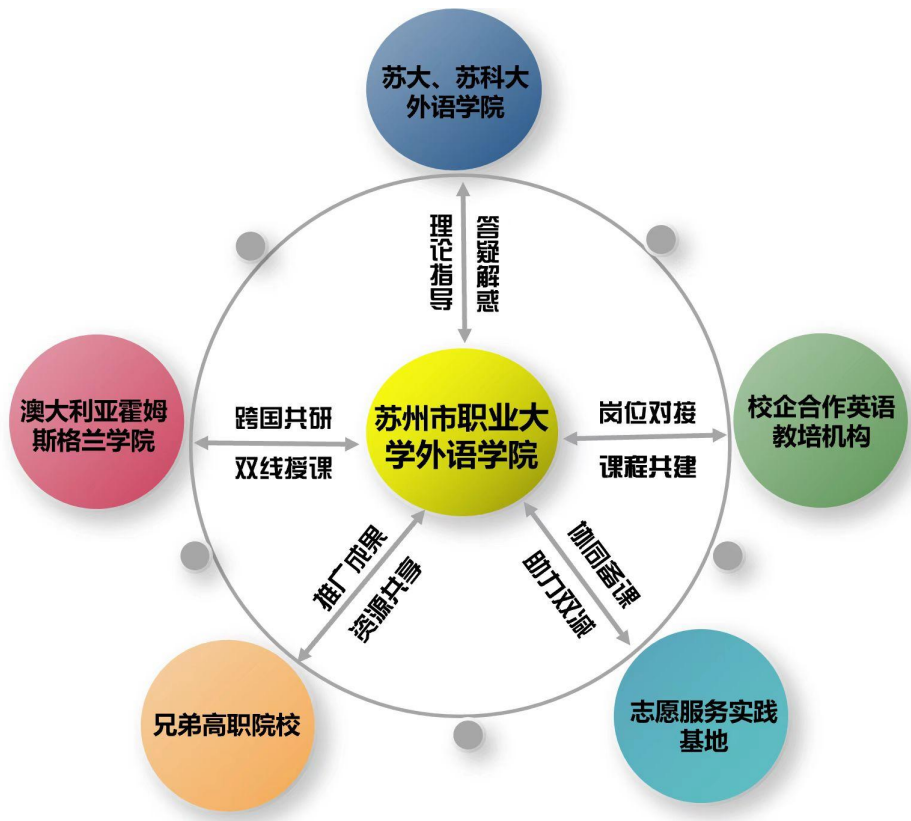 苏大、苏科大
外语学院
理论指导
答疑解惑
澳大利亚霍姆
斯格兰学院
跨国共研
双线授课
苏州市职业大
学外语学院
岗位对接
课程共建
校企合作英语
教培机构
推广成果
资源共享
协同备课
助力双减
兄弟高职院校
志愿服务实践
基地